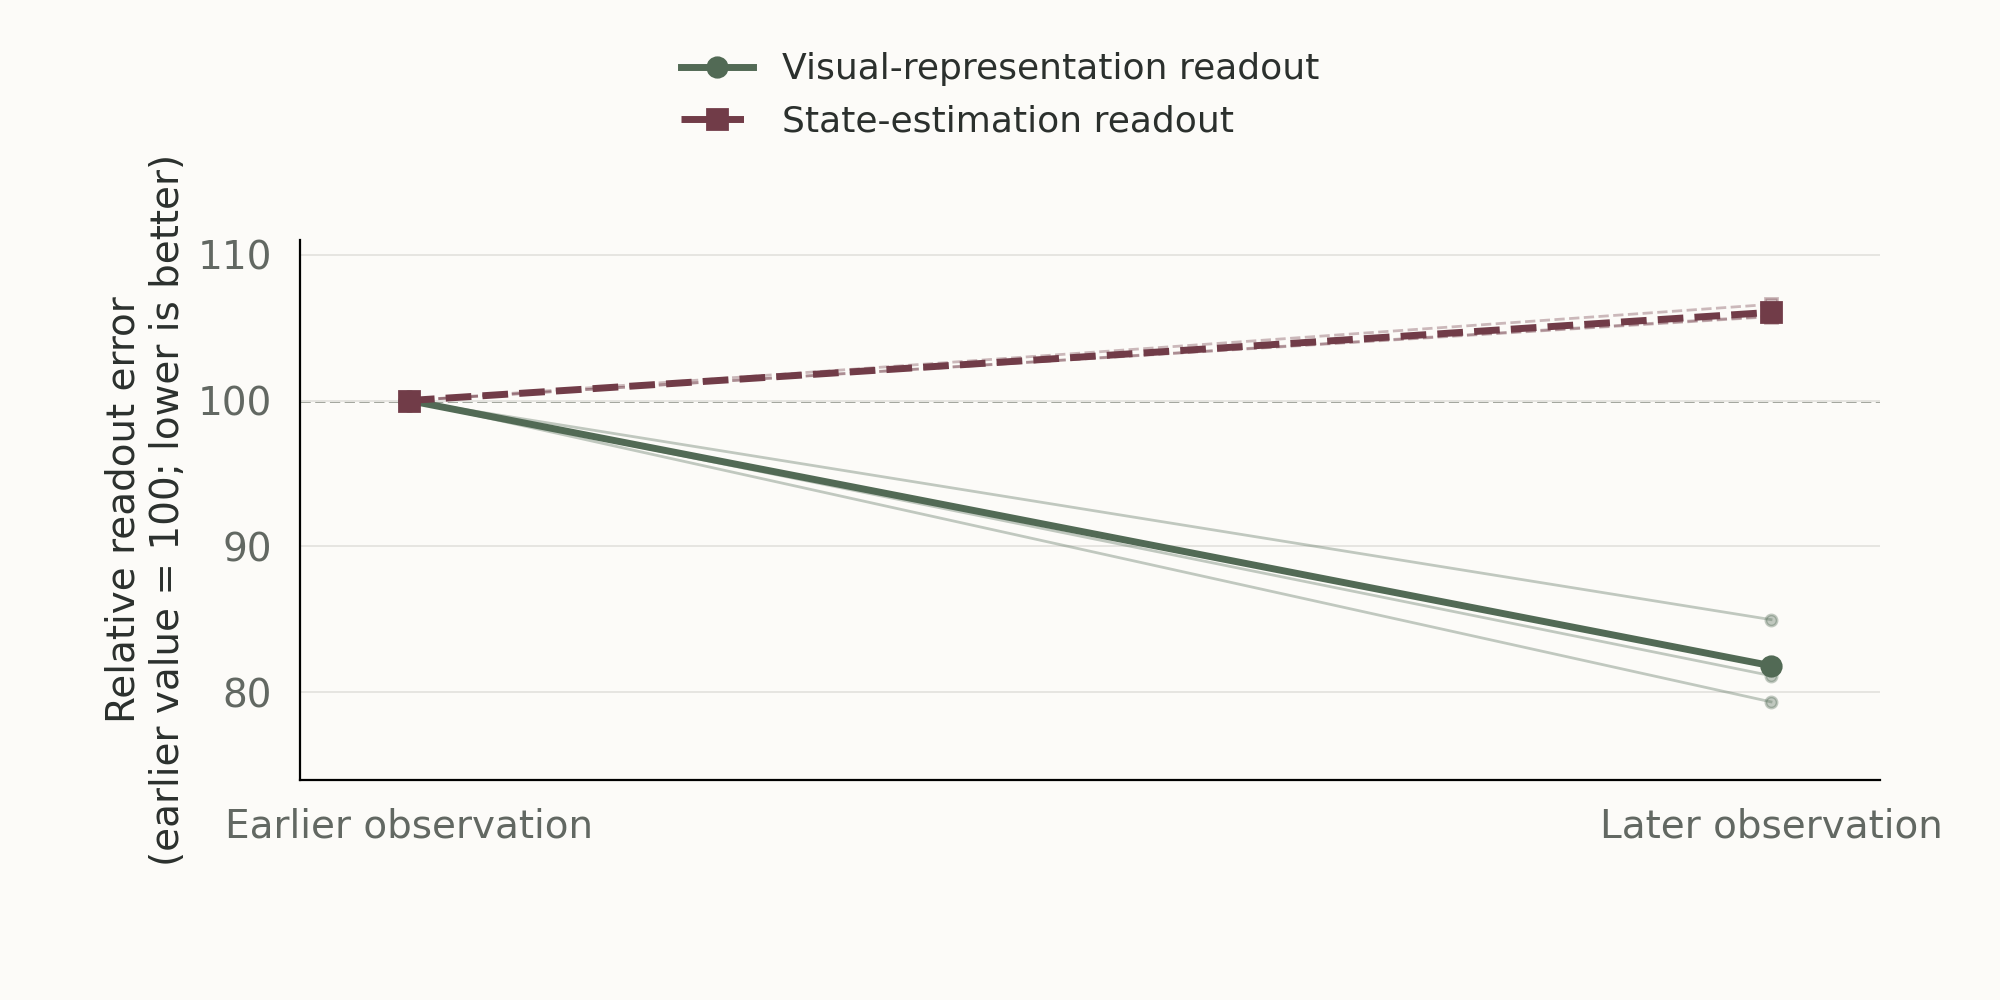 Visual-representation readout
State-estimation readout
Relative readout error
(earlier value = 100; lower is better)
110
100
90
80
Earlier observation
Later observation